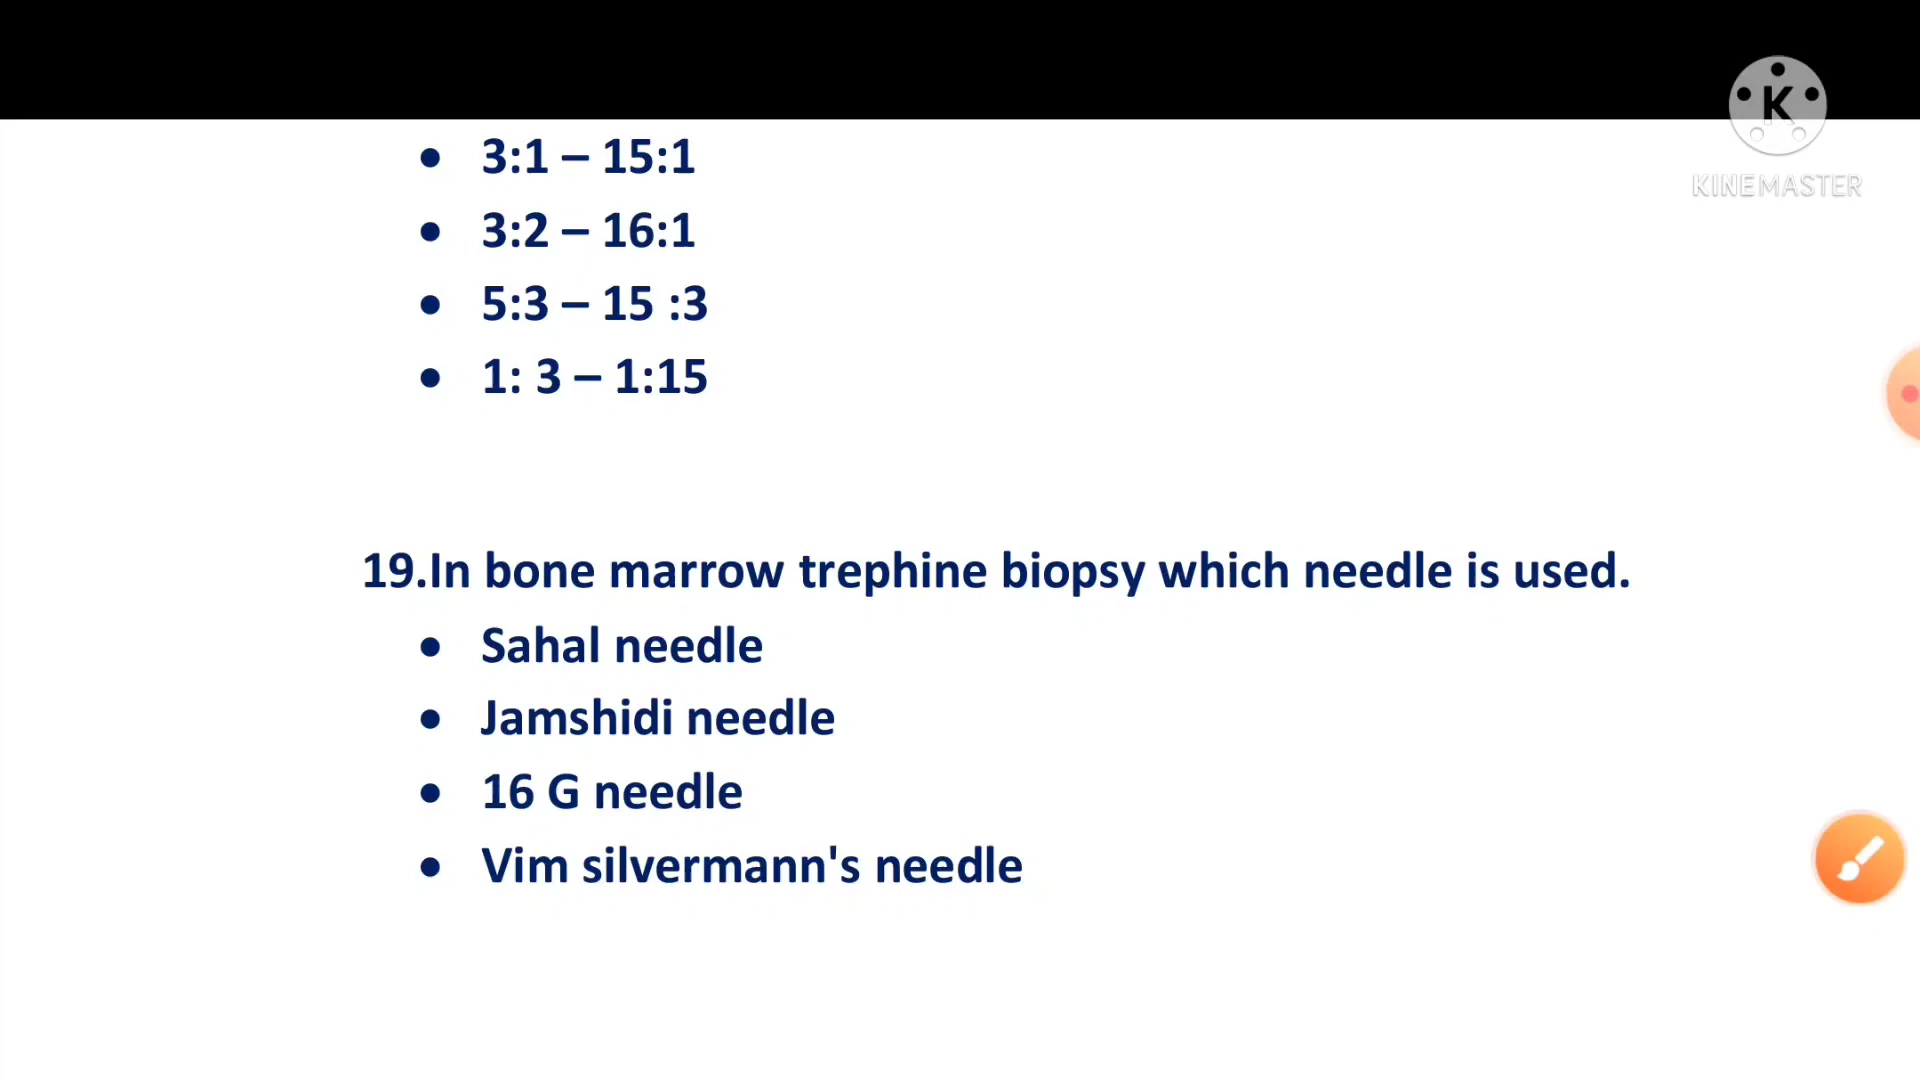 K
KINEMASTER
• 3:1 – 15:1
• 3:2 – 16:1
• 5:3 – 15 :3
• 1: 3 – 1:15
19.In bone marrow trephine biopsy which needle is used.
• Sahal needle
• Jamshidi needle
• 16 G needle
• Vim silvermann's needle